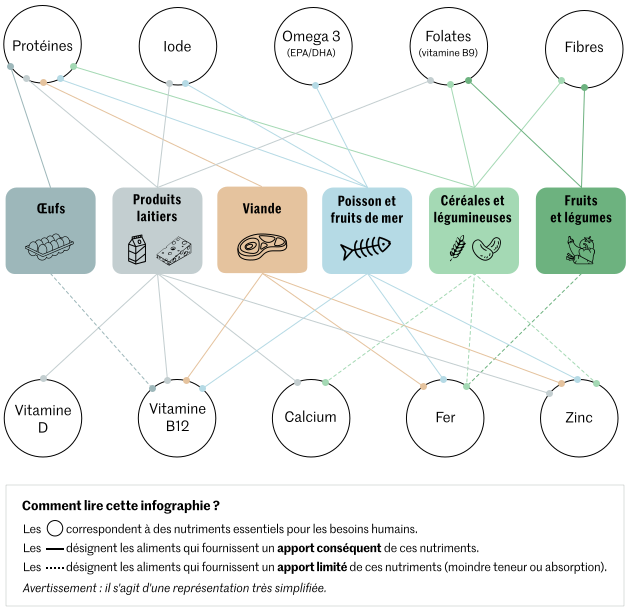 Protéines
Iode
Omega 3
(EPA/DHA)
Folates
(vitamine B9)
Fibres
Œufs
Produits
laitiers
Viande
Poisson et
fruits de mer
Céréales et
légumineuses
Fruits
et légumes
Vitamine
D
Vitamine
B12
Calcium
Fer
Zinc
Comment lire cette infographie ?
Les correspondent à des nutriments essentiels pour les besoins humains.
Les désignent les aliments qui fournissent un apport conséquent de ces nutriments.
Les désignent les aliments qui fournissent un apport limité de ces nutriments (moindre teneur ou absorption).
Avertissement : il s'agit d'une représentation très simplifiée.